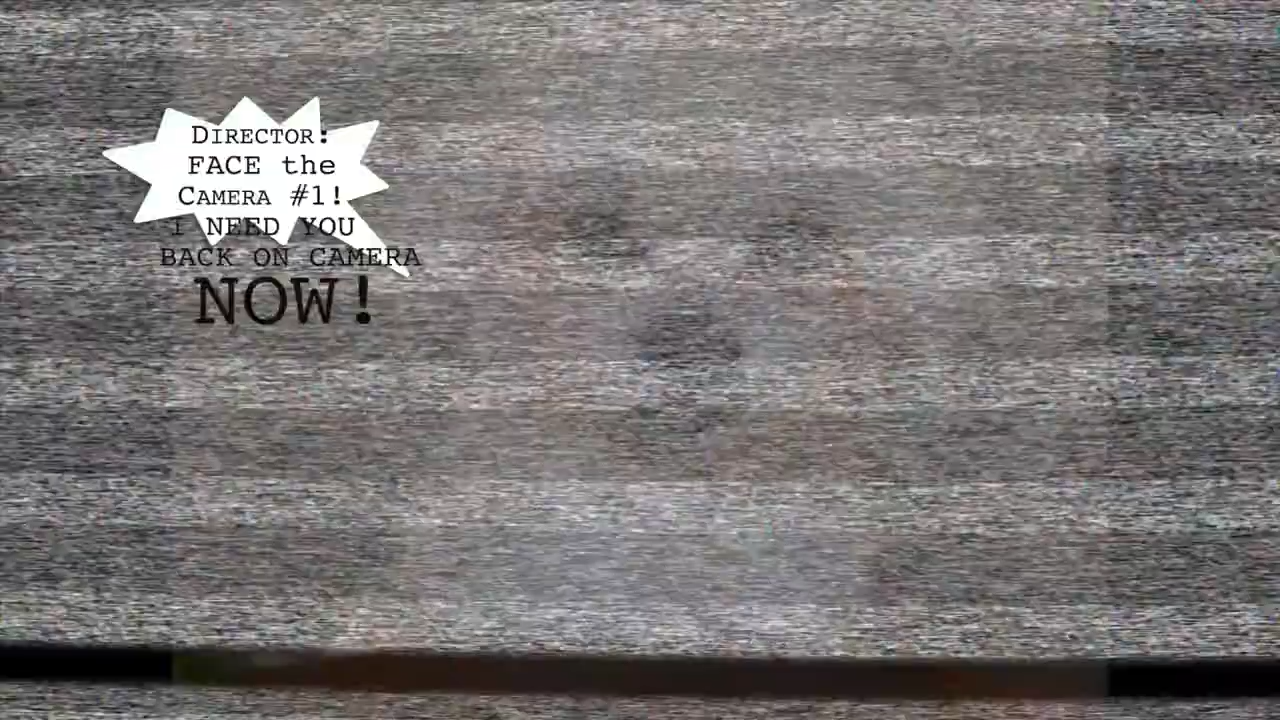 DIRECTOR:
FACE the
CAMERA #1!
I NEED YOU
BACK ON CAMERA
NOW!